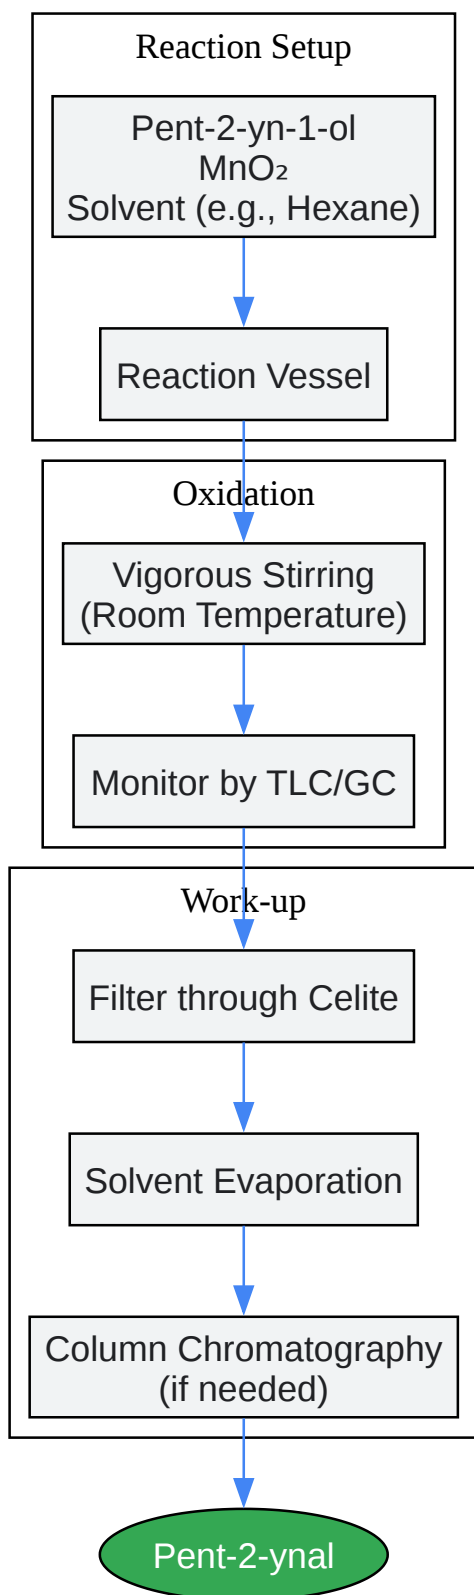 Reaction Setup
Pent-2-yn-1-ol
MnO₂
Solvent (e.g., Hexane)
Reaction Vessel
Oxidation
Vigorous Stirring
(Room Temperature)
Monitor by TLC/GC
Work-up
Filter through Celite
Solvent Evaporation
Column Chromatography
(if needed)
Pent-2-ynal